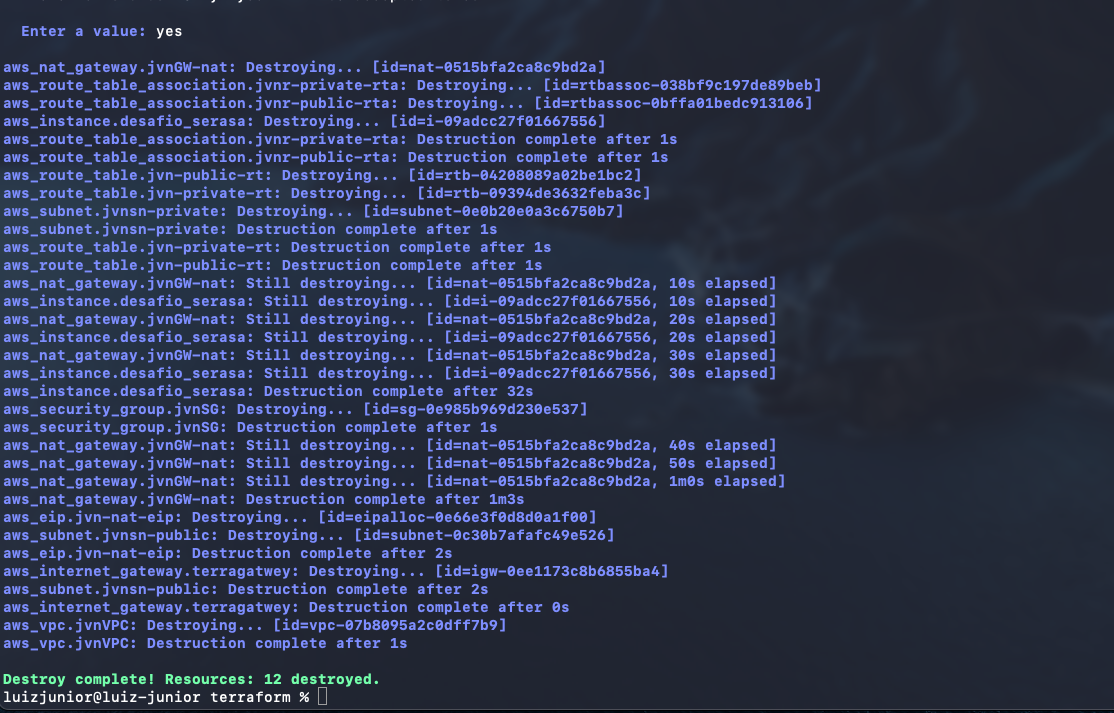 Enter a value: yes
aws_nat_gateway.jvnGW-nat: Destroying... [id=nat-0515bfa2ca8c9bd2a]
aws_route_table_association.jvnr-private-rta: Destroying... [id=rtbassoc-038bf9c197de89beb]
aws_route_table_association.jvnr-public-rta: Destroying... [id=rtbassoc-0bffa01bedc913106]
aws_instance.desafio_serasa: Destroying... [id=i-09adcc27f01667556]
aws_route_table_association.jvnr-private-rta: Destruction complete after 1s
aws_route_table_association.jvnr-public-rta: Destruction complete after 1s
aws_route_table.jvn-public-rt: Destroying... [id=rtb-04208089a02be1bc2]
aws_route_table.jvn-private-rt: Destroying... [id=rtb-09394de3632feba3c]
aws_subnet.jvnsn-private: Destroying... [id=subnet-0e0b20e0a3c6750b7]
aws_subnet.jvnsn-private: Destruction complete after 1s
aws_route_table.jvn-private-rt: Destruction complete after 1s
aws_route_table.jvn-public-rt: Destruction complete after 1s
aws_nat_gateway.jvnGW-nat: Still destroying... [id=nat-0515bfa2ca8c9bd2a, 10s elapsed]
aws_instance.desafio_serasa: Still destroying... [id=i-09adcc27f01667556, 10s elapsed]
aws_nat_gateway.jvnGW-nat: Still destroying... [id=nat-0515bfa2ca8c9bd2a, 20s elapsed]
aws_instance.desafio_serasa: Still destroying... [id=i-09adcc27f01667556, 20s elapsed]
aws_nat_gateway.jvnGW-nat: Still destroying... [id=nat-0515bfa2ca8c9bd2a, 30s elapsed]
aws_instance.desafio_serasa: Still destroying... [id=i-09adcc27f01667556, 30s elapsed]
aws_instance.desafio_serasa: Destruction complete after 32s
aws_security_group.jvnSG: Destroying... [id=sg-0e985b969d230e537]
aws_security_group.jvnSG: Destruction complete after 1s
aws_nat_gateway.jvnGW-nat: Still destroying... [id=nat-0515bfa2ca8c9bd2a, 40s elapsed]
aws_nat_gateway.jvnGW-nat: Still destroying... [id=nat-0515bfa2ca8c9bd2a, 50s elapsed]
aws_nat_gateway.jvnGW-nat: Still destroying... [id=nat-0515bfa2ca8c9bd2a, 1m0s elapsed]
aws_nat_gateway.jvnGW-nat: Destruction complete after 1m3s
aws_eip.jvn-nat-eip: Destroying... [id=eipalloc-0e66e3f0d8d0a1f00]
aws_subnet.jvnsn-public: Destroying... [id=subnet-0c30b7afafc49e526]
aws_eip.jvn-nat-eip: Destruction complete after 2s
aws_internet_gateway.terragatwey: Destroying... [id=igw-0ee1173c8b6855ba4]
aws_subnet.jvnsn-public: Destruction complete after 2s
aws_internet_gateway.terragatwey: Destruction complete after 0s
aws_vpc.jvnVPC: Destroying... [id=vpc-07b8095a2c0dff7b9]
aws_vpc.jvnVPC: Destruction complete after 1s
Destroy complete! Resources: 12 destroyed.
luizjunior@luiz-junior terraform %